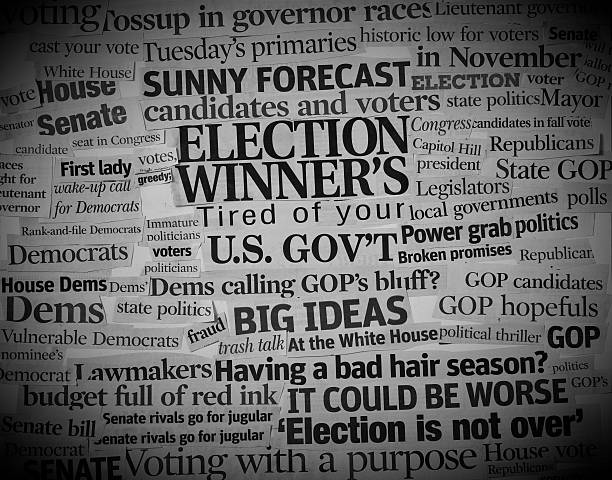 voting
tossup in governor races
Lieutenant governor
cast your vote
Tuesday's primaries
historic low for voters
Senate
White House
in November
vote
House
SUNNY FORECAST
ELECTION
voter
GOP
senator
Senate
candidates and voters
state politics
Mayor
candidate
seat in Congress
ELECTION
Congress
candidates in fall vote
Capitol Hill
Republicans
First lady
votes,
greedy;
WINNER'S
president
State GOP
wake-up call
for Democrats
Legislators
polls
Tired of your
local governments
Rank-and-file Democrats
Immature
politicians
Power grab
politics
Democrats
voters
U.S. GOV'T
Broken promises
Republican
politicians
House Dems
Dems'
Dems calling GOP's bluff?
GOP candidates
Dems
state politics
fraud
BIG IDEAS
GOP hopefuls
Vulnerable Democrats
trash talk
At the White House
political thriller
GOP
nominee's
Democrat
Lawmakers
Having a bad hair season?
politics
budget full of red ink
IT COULD BE WORSE
GOP's
Senate bill
Senate rivals go for jugular
Senate rivals go for jugular
'Election is not over'
Democrat
SENATE
Voting with a purpose
House vote
Republicans